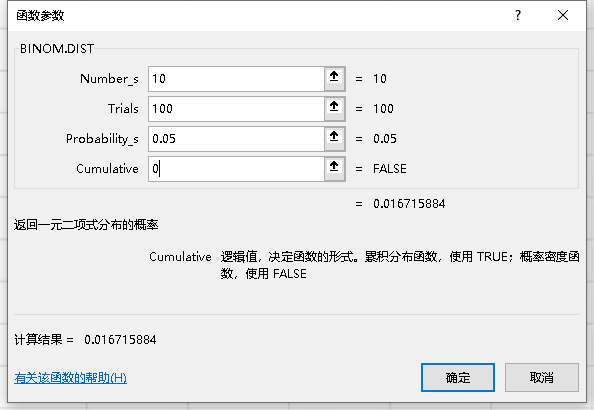 函数参数 ?
BINOM.DIST
Number_s 10 = 10
Trials 100 = 100
Probability_s 0.05 = 0.05
Cumulative 0 = FALSE
= 0.016715884
返回一元二项式分布的概率
Cumulative 逻辑值，决定函数的形式。累积分布函数，使用 TRUE；概率密度函
数，使用 FALSE
计算结果 = 0.016715884
有关该函数的帮助(H)
确定 取消